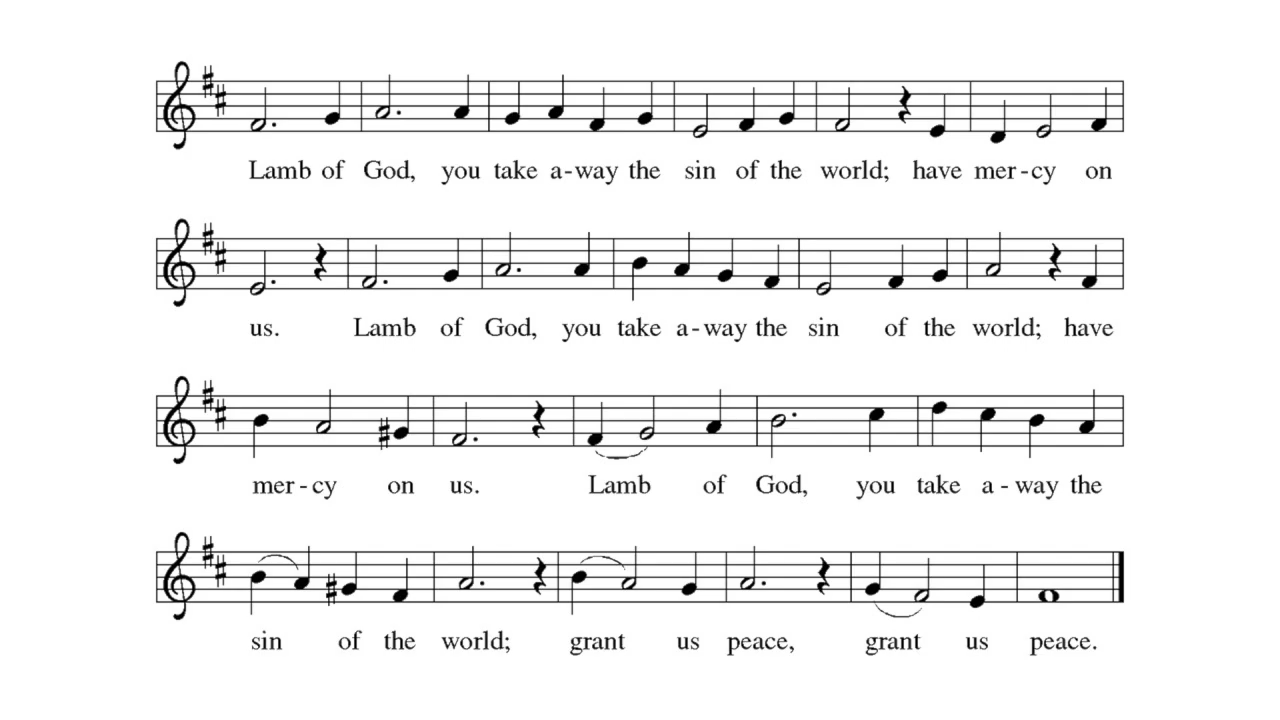 Lamb of God, you take a-way the sin of the world; have mer-cy on
us. Lamb of God, you take a-way the sin of the world; have
mer-cy on us. Lamb of God, you take a-way the
sin of the world; grant us peace, grant us peace.